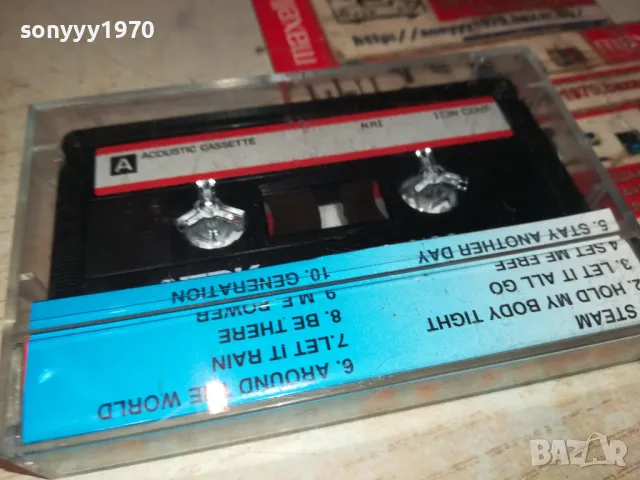 sonyyy1970
maxell
A ACOUSTIC CASSETTE
STEAM
2. HOLD MY BODY TIGHT
3. LET IT ALL GO
4.SET ME FREE
5. STAY ANOTHER DAY
6. AROUND THE WORLD
7.LET IT RAIN
8. BE THERE
9. M.E POWER
10. GENERATION
BAZAR
bg